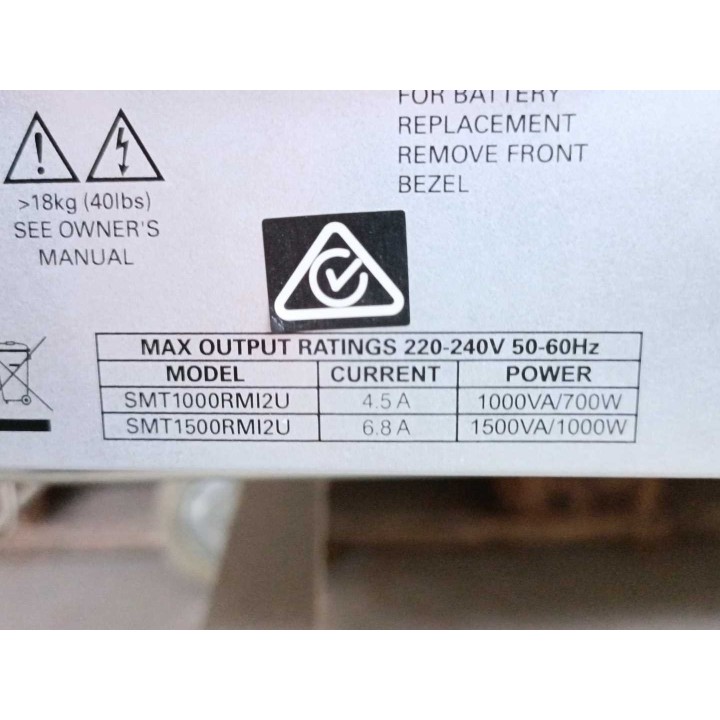 FOR BATTERY
REPLACEMENT
REMOVE FRONT
BEZEL
>18kg (40lbs)
SEE OWNER'S
MANUAL
MAX OUTPUT RATINGS 220-240V 50-60Hz
MODEL CURRENT POWER
SMT1000RMI2U 4.5 A 1000VA/700W
SMT1500RMI2U 6.8 A 1500VA/1000W